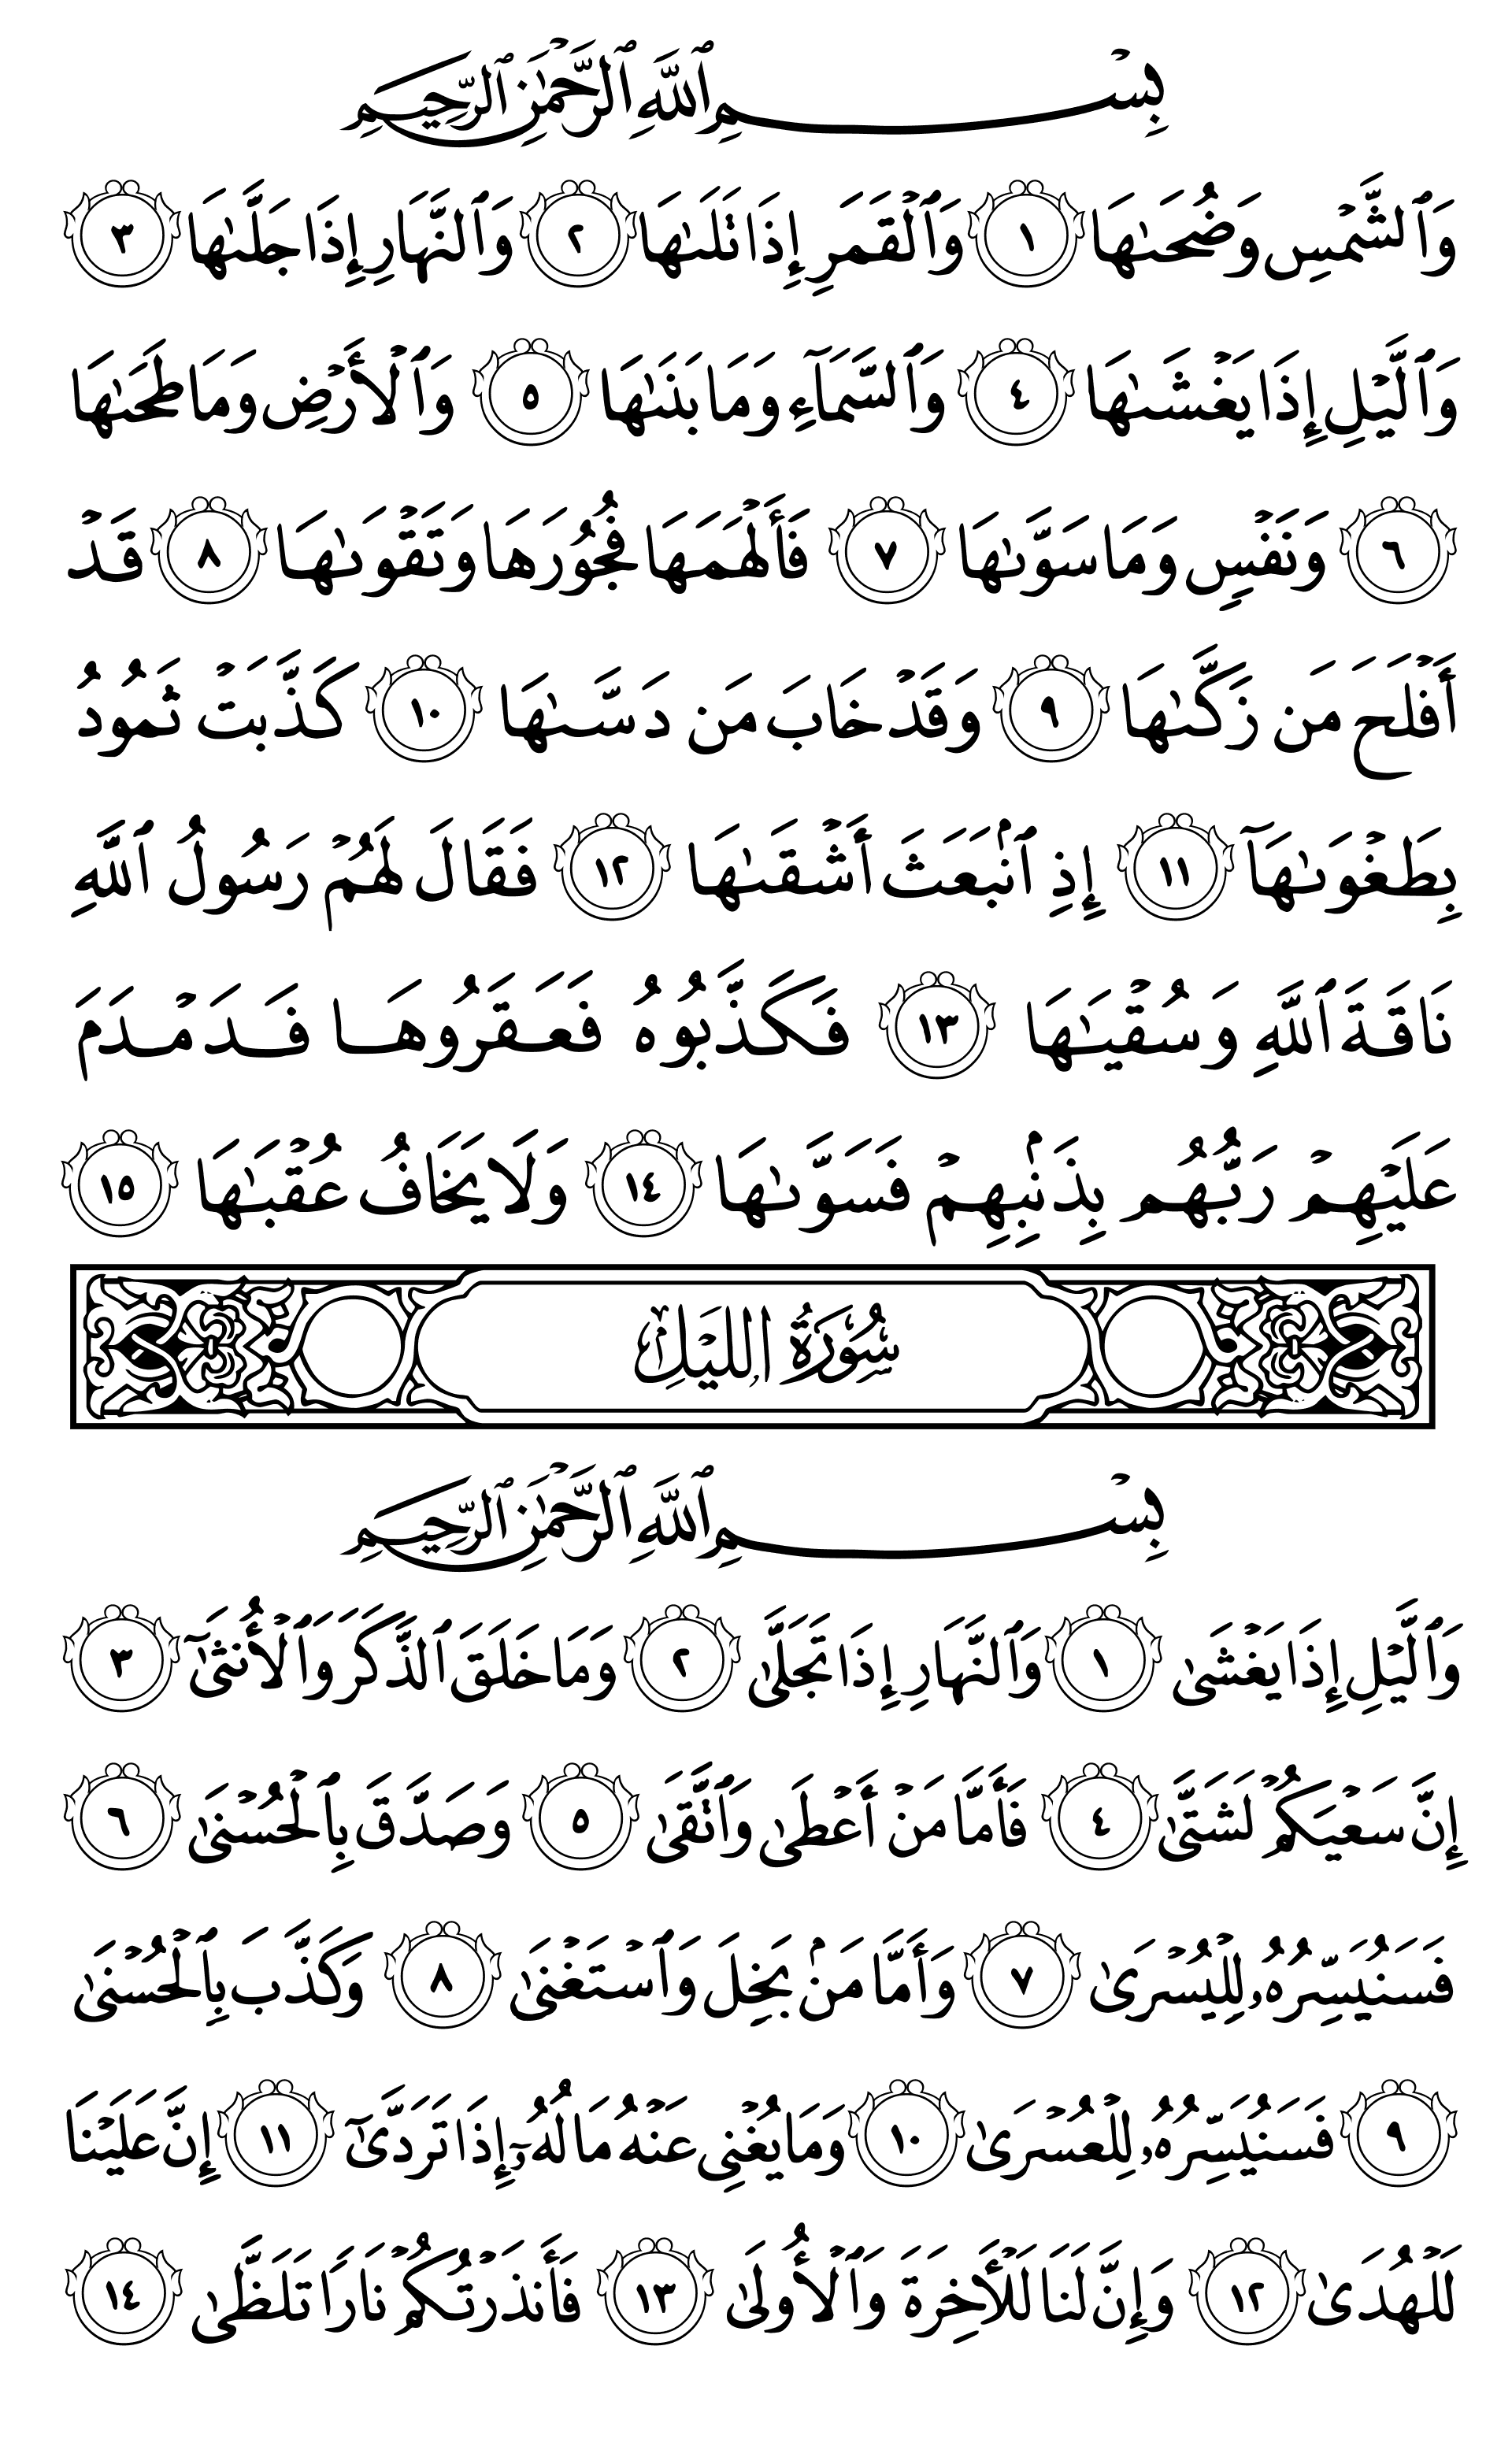 بِسْمِ ٱللَّهِ ٱلرَّحْمَٰنِ ٱلرَّحِيمِ
وَٱلشَّمْسِ وَضُحَىٰهَا ١ وَٱلْقَمَرِ إِذَا تَلَىٰهَا ٢ وَٱلنَّهَارِ إِذَا جَلَّىٰهَا ٣
وَٱلَّيْلِ إِذَا يَغْشَىٰهَا ٤ وَٱلسَّمَآءِ وَمَا بَنَىٰهَا ٥ وَٱلْأَرْضِ وَمَا طَحَىٰهَا
٦ وَنَفْسٍ وَمَا سَوَّىٰهَا ٧ فَأَلْهَمَهَا فُجُورَهَا وَتَقْوَىٰهَا ٨ قَدْ
أَفْلَحَ مَن زَكَّىٰهَا ٩ وَقَدْ خَابَ مَن دَسَّىٰهَا ١٠ كَذَّبَتْ ثَمُودُ
بِطَغْوَىٰهَآ ١١ إِذِ ٱنۢبَعَثَ أَشْقَىٰهَا ١٢ فَقَالَ لَهُمْ رَسُولُ ٱللَّهِ
نَاقَةَ ٱللَّهِ وَسُقْيَٰهَا ١٣ فَكَذَّبُوهُ فَعَقَرُوهَا فَدَمْدَمَ
عَلَيْهِمْ رَبُّهُم بِذَنۢبِهِمْ فَسَوَّىٰهَا ١٤ وَلَا يَخَافُ عُقْبَٰهَا ١٥
سُورَةُ اللَّيْلِ
بِسْمِ ٱللَّهِ ٱلرَّحْمَٰنِ ٱلرَّحِيمِ
وَٱلَّيْلِ إِذَا يَغْشَىٰ ١ وَٱلنَّهَارِ إِذَا تَجَلَّىٰ ٢ وَمَا خَلَقَ ٱلذَّكَرَ وَٱلْأُنثَىٰٓ ٣
إِنَّ سَعْيَكُمْ لَشَتَّىٰ ٤ فَأَمَّا مَنْ أَعْطَىٰ وَٱتَّقَىٰ ٥ وَصَدَّقَ بِٱلْحُسْنَىٰ ٦
فَسَنُيَسِّرُهُۥ لِلْيُسْرَىٰ ٧ وَأَمَّا مَنۢ بَخِلَ وَٱسْتَغْنَىٰ ٨ وَكَذَّبَ بِٱلْحُسْنَىٰ
٩ فَسَنُيَسِّرُهُۥ لِلْعُسْرَىٰ ١٠ وَمَا يُغْنِى عَنْهُ مَالُهُۥٓ إِذَا تَرَدَّىٰٓ ١١ إِنَّ عَلَيْنَا
لَلْهُدَىٰ ١٢ وَإِنَّ لَنَا لَلْأَخِرَةَ وَٱلْأُولَىٰ ١٣ فَأَنذَرْتُكُمْ نَارًا تَلَظَّىٰ ١٤